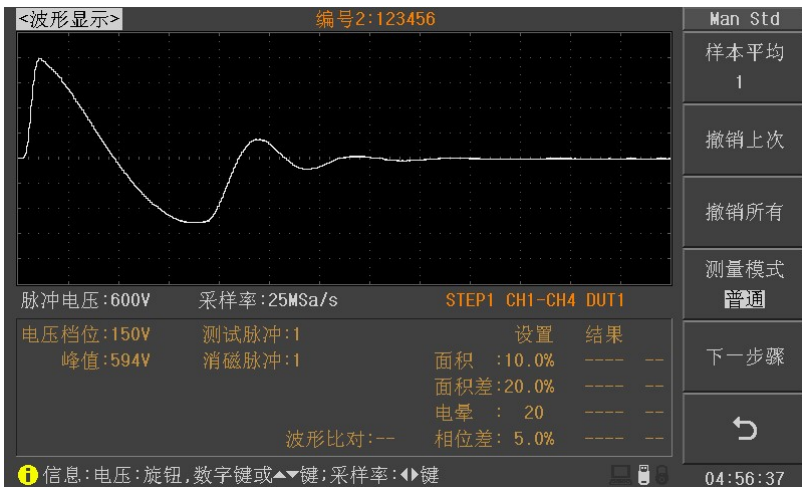 <波形显示>
编号2:123456
Man Std
样本平均
1
撤销上次
撤销所有
测量模式
普通
下一步骤
脉冲电压:600V
采样率:25MSa/s
STEP1 CH1-CH4 DUT1
电压档位:150V
测试脉冲:1
设置
结果
峰值:594V
消磁脉冲:1
面积 :10.0% ---- --
面积差:20.0% ---- --
电晕 : 20 ---- --
波形比对:--
相位差: 5.0% ---- --
信息:电压:旋钮,数字键或▲▼键;采样率:◀▶键
04:56:37